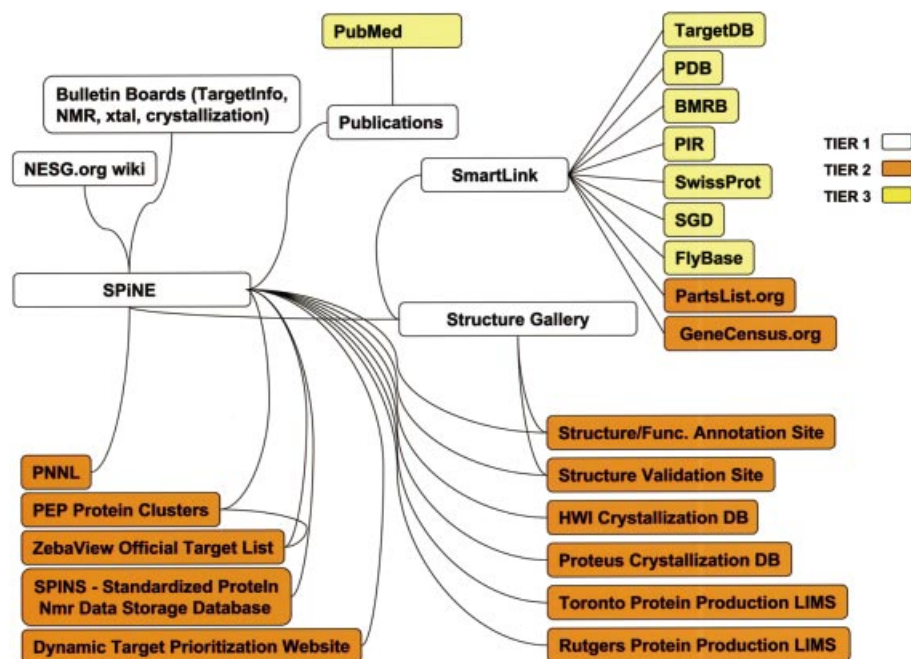 PubMed
TargetDB
PDB
Bulletin Boards (TargetInfo,
NMR, xtal, crystallization)
BMRB
Publications
PIR
TIER 1
NESG.org wiki
SmartLink
TIER 2
SwissProt
TIER 3
SGD
FlyBase
SPiNE
PartsList.org
Structure Gallery
GeneCensus.org
Structure/Func. Annotation Site
PNNL
Structure Validation Site
PEP Protein Clusters
HWI Crystallization DB
ZebaView Official Target List
Proteus Crystallization DB
SPINS - Standardized ProteIn
Nmr Data Storage Database
Toronto Protein Production LIMS
Dynamic Target Prioritization Website
Rutgers Protein Production LIMS